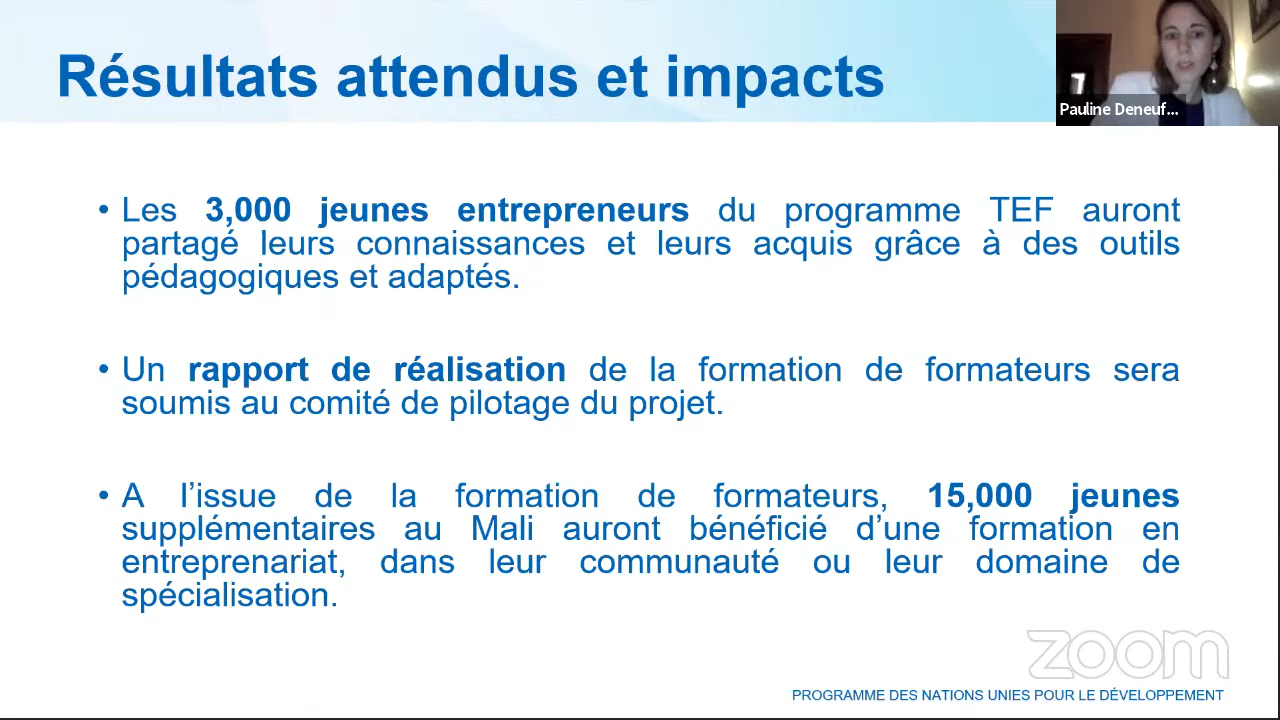 Résultats attendus et impacts
Pauline Deneuf...
• Les 3,000 jeunes entrepreneurs du programme TEF auront
partagé leurs connaissances et leurs acquis grâce à des outils
pédagogiques et adaptés.
• Un rapport de réalisation de la formation de formateurs sera
soumis au comité de pilotage du projet.
• A l’issue de la formation de formateurs, 15,000 jeunes
supplémentaires au Mali auront bénéficié d’une formation en
entreprenariat, dans leur communauté ou leur domaine de
spécialisation.
zoom
PROGRAMME DES NATIONS UNIES POUR LE DÉVELOPPEMENT